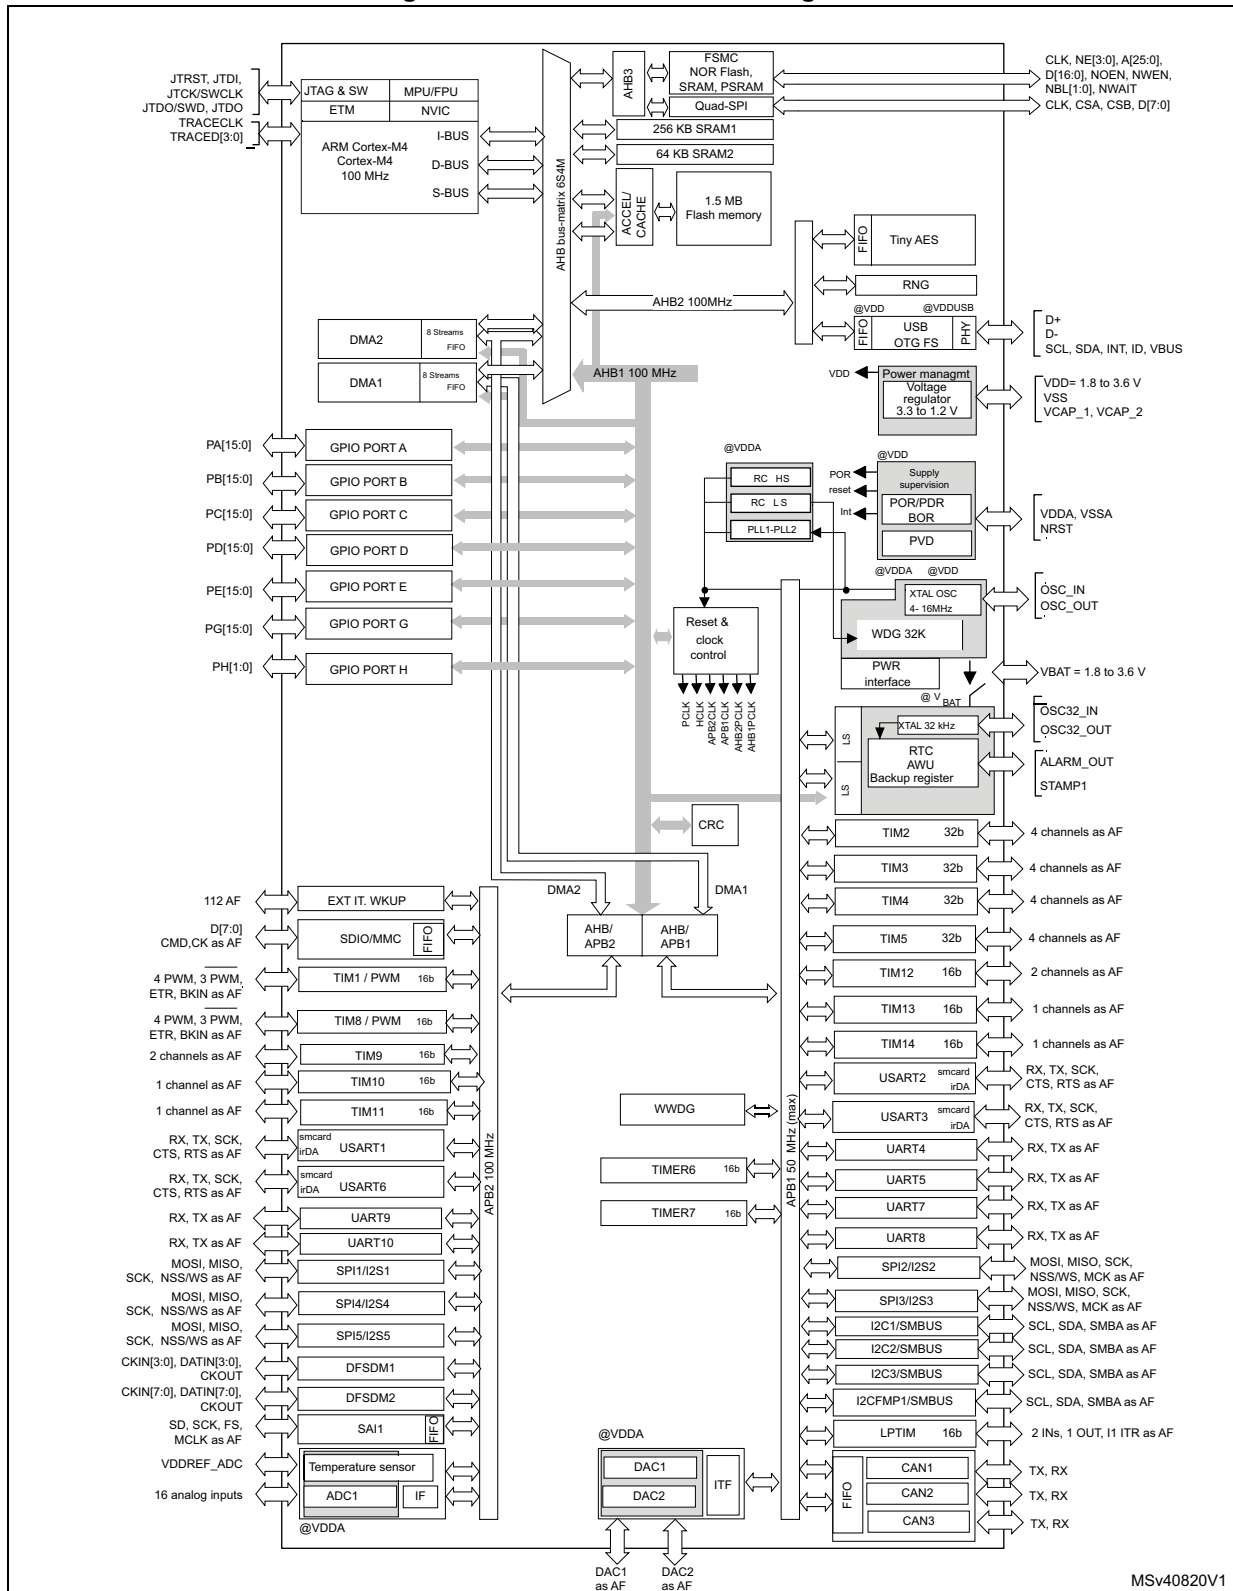 JTRST, JTDI,
JTCK/SWCLK
JTDO/SWD, JTDO
TRACECLK
TRACED[3:0]
JTAG & SW
MPU/FPU
ETM
NVIC
ARM Cortex-M4
Cortex-M4
100 MHz
I-BUS
D-BUS
S-BUS
AHB bus-matrix 6S4M
AHB3
FSMC
NOR Flash,
SRAM, PSRAM
Quad-SPI
CLK, NE[3:0], A[25:0],
D[16:0], NOEN, NWEN,
NBL[1:0], NWAIT
CLK, CSA, CSB, D[7:0]
256 KB SRAM1
64 KB SRAM2
ACCEL/
CACHE
1.5 MB
Flash memory
FIFO
Tiny AES
RNG
AHB2 100MHz
@VDD
@VDDUSB
FIFO
USB
OTG FS
PHY
D+
D-
SCL, SDA, INT, ID, VBUS
DMA2
8 Streams
FIFO
DMA1
8 Streams
FIFO
AHB1 100 MHz
VDD
Power managmt
Voltage
regulator
3.3 to 1.2 V
VDD= 1.8 to 3.6 V
VSS
VCAP_1, VCAP_2
PA[15:0]
GPIO PORT A
PB[15:0]
GPIO PORT B
PC[15:0]
GPIO PORT C
PD[15:0]
GPIO PORT D
PE[15:0]
GPIO PORT E
PG[15:0]
GPIO PORT G
PH[1:0]
GPIO PORT H
@VDDA
RC HS
RC LS
PLL1-PLL2
@VDD
POR
reset
Int
Supply
supervision
POR/PDR
BOR
PVD
VDDA, VSSA
NRST
@VDDA
@VDD
XTAL OSC
4- 16MHz
WDG 32K
PWR
interface
OSC_IN
OSC_OUT
Reset &
clock
control
PCLK
HCLK
APB2CLK
APB1CLK
AHB2PCLK
AHB1PCLK
VBAT = 1.8 to 3.6 V
@ VBAT
LS
LS
XTAL 32 kHz
RTC
AWU
Backup register
OSC32_IN
OSC32_OUT
ALARM_OUT
STAMP1
CRC
DMA2
DMA1
AHB/
APB2
AHB/
APB1
112 AF
EXT IT. WKUP
D[7:0]
CMD,CK as AF
SDIO/MMC
FIFO
4 PWM, 3 PWM,
ETR, BKIN as AF
TIM1 / PWM 16b
4 PWM, 3 PWM,
ETR, BKIN as AF
TIM8 / PWM 16b
2 channels as AF
TIM9 16b
1 channel as AF
TIM10 16b
1 channel as AF
TIM11 16b
RX, TX, SCK,
CTS, RTS as AF
smcard
irDA
USART1
RX, TX, SCK,
CTS, RTS as AF
smcard
irDA
USART6
RX, TX as AF
UART9
RX, TX as AF
UART10
MOSI, MISO,
SCK, NSS/WS as AF
SPI1/I2S1
MOSI, MISO,
SCK, NSS/WS as AF
SPI4/I2S4
MOSI, MISO,
SCK, NSS/WS as AF
SPI5/I2S5
CKIN[3:0], DATIN[3:0],
CKOUT
DFSDM1
CKIN[7:0], DATIN[7:0],
CKOUT
DFSDM2
SD, SCK, FS,
MCLK as AF
SAI1
FIFO
VDDREF_ADC
Temperature sensor
16 analog inputs
ADC1
IF
@VDDA
APB2 100 MHz
WWDG
TIMER6 16b
TIMER7 16b
@VDDA
DAC1
DAC2
ITF
DAC1
as AF
DAC2
as AF
APB1 50 MHz (max)
TIM2 32b
4 channels as AF
TIM3 32b
4 channels as AF
TIM4 32b
4 channels as AF
TIM5 32b
4 channels as AF
TIM12 16b
2 channels as AF
TIM13 16b
1 channels as AF
TIM14 16b
1 channels as AF
USART2
smcard
irDA
RX, TX, SCK,
CTS, RTS as AF
USART3
smcard
irDA
RX, TX, SCK,
CTS, RTS as AF
UART4
RX, TX as AF
UART5
RX, TX as AF
UART7
RX, TX as AF
UART8
RX, TX as AF
SPI2/I2S2
MOSI, MISO, SCK,
NSS/WS, MCK as AF
SPI3/I2S3
MOSI, MISO, SCK,
NSS/WS, MCK as AF
I2C1/SMBUS
SCL, SDA, SMBA as AF
I2C2/SMBUS
SCL, SDA, SMBA as AF
I2C3/SMBUS
SCL, SDA, SMBA as AF
I2CFMP1/SMBUS
SCL, SDA, SMBA as AF
LPTIM 16b
2 INs, 1 OUT, I1 ITR as AF
FIFO
CAN1
TX, RX
CAN2
TX, RX
CAN3
TX, RX
MSv40820V1